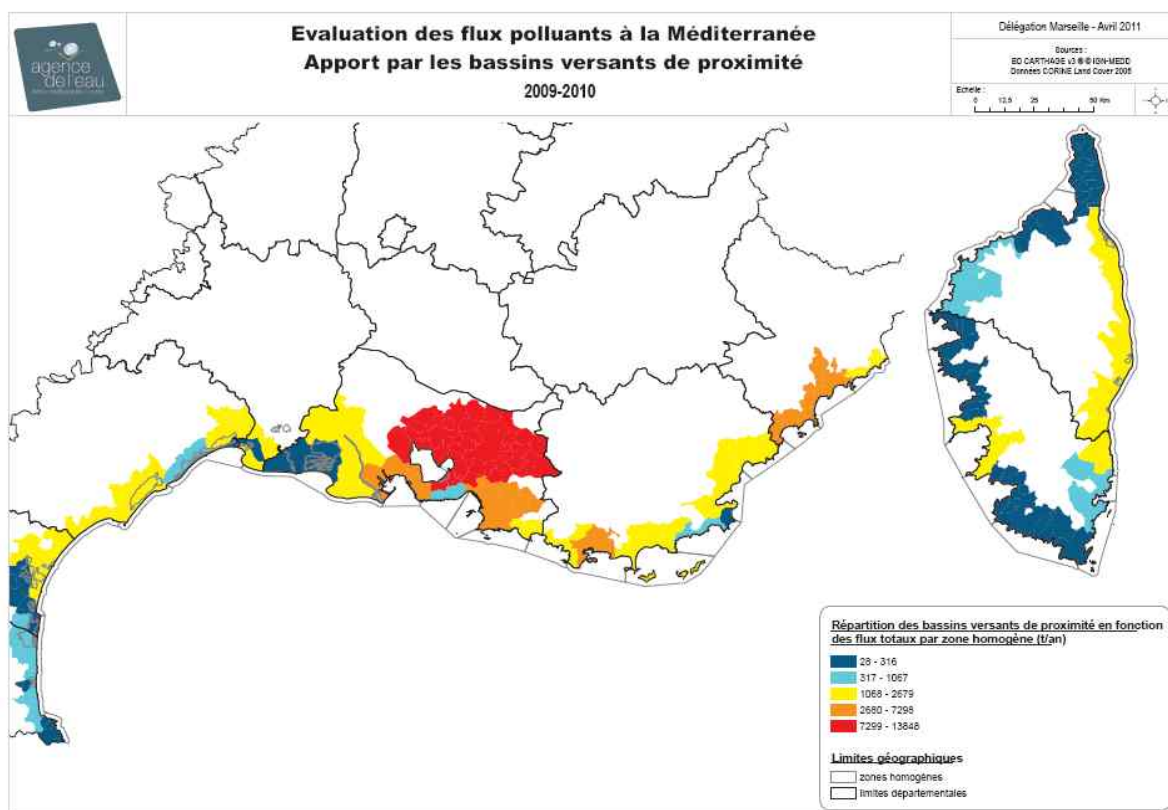 agence
de l'eau
Evaluation des flux polluants à la Méditerranée
Apport par les bassins versants de proximité
2009-2010
Délégation Marseille - Avril 2011
Sources :
BD CARTHAGE v3 ® © IGN-MEDD
Données CORINE Land Cover 2006
Echelle :
0 12,5 25 50 Km
Répartition des bassins versants de proximité en fonction
des flux totaux par zone homogène (t/an)
28 - 316
317 - 1067
1068 - 2679
2680 - 7298
7299 - 13848
Limites géographiques
zones homogènes
limites départementales